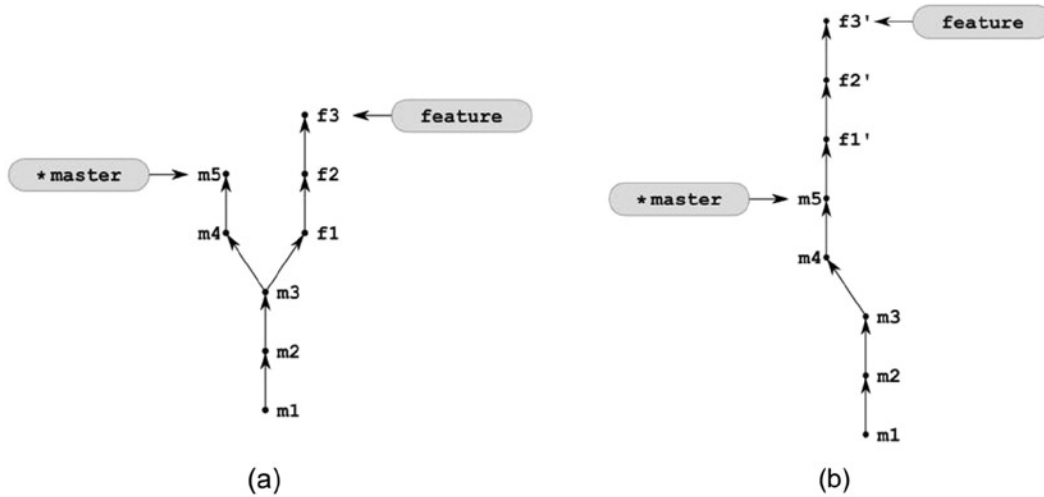 f3
feature
*master
m5
f2
m4
f1
m3
m2
m1
(a)
f3'
feature
f2'
f1'
*master
m5
m4
m3
m2
m1
(b)